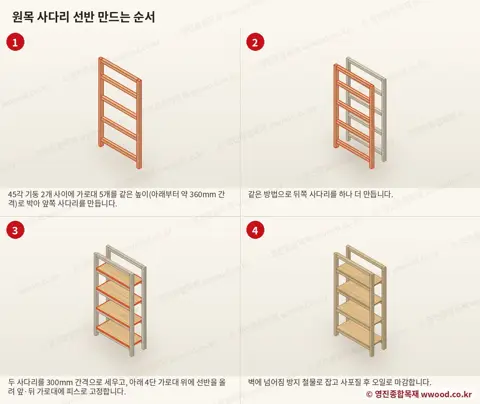 원목 사다리 선반 만드는 순서
1
2
45각 기둥 2개 사이에 가로대 5개를 같은 높이(아래부터 약 360mm 간
격)로 박아 앞쪽 사다리를 만듭니다.
같은 방법으로 뒤쪽 사다리를 하나 더 만듭니다.
3
4
두 사다리를 300mm 간격으로 세우고, 아래 4단 가로대 위에 선반을 올
려 앞·뒤 가로대에 피스로 고정합니다.
벽에 넘어짐 방지 철물로 잡고 사포질 후 오일로 마감합니다.
© 영진종합목재 wwood.co.kr